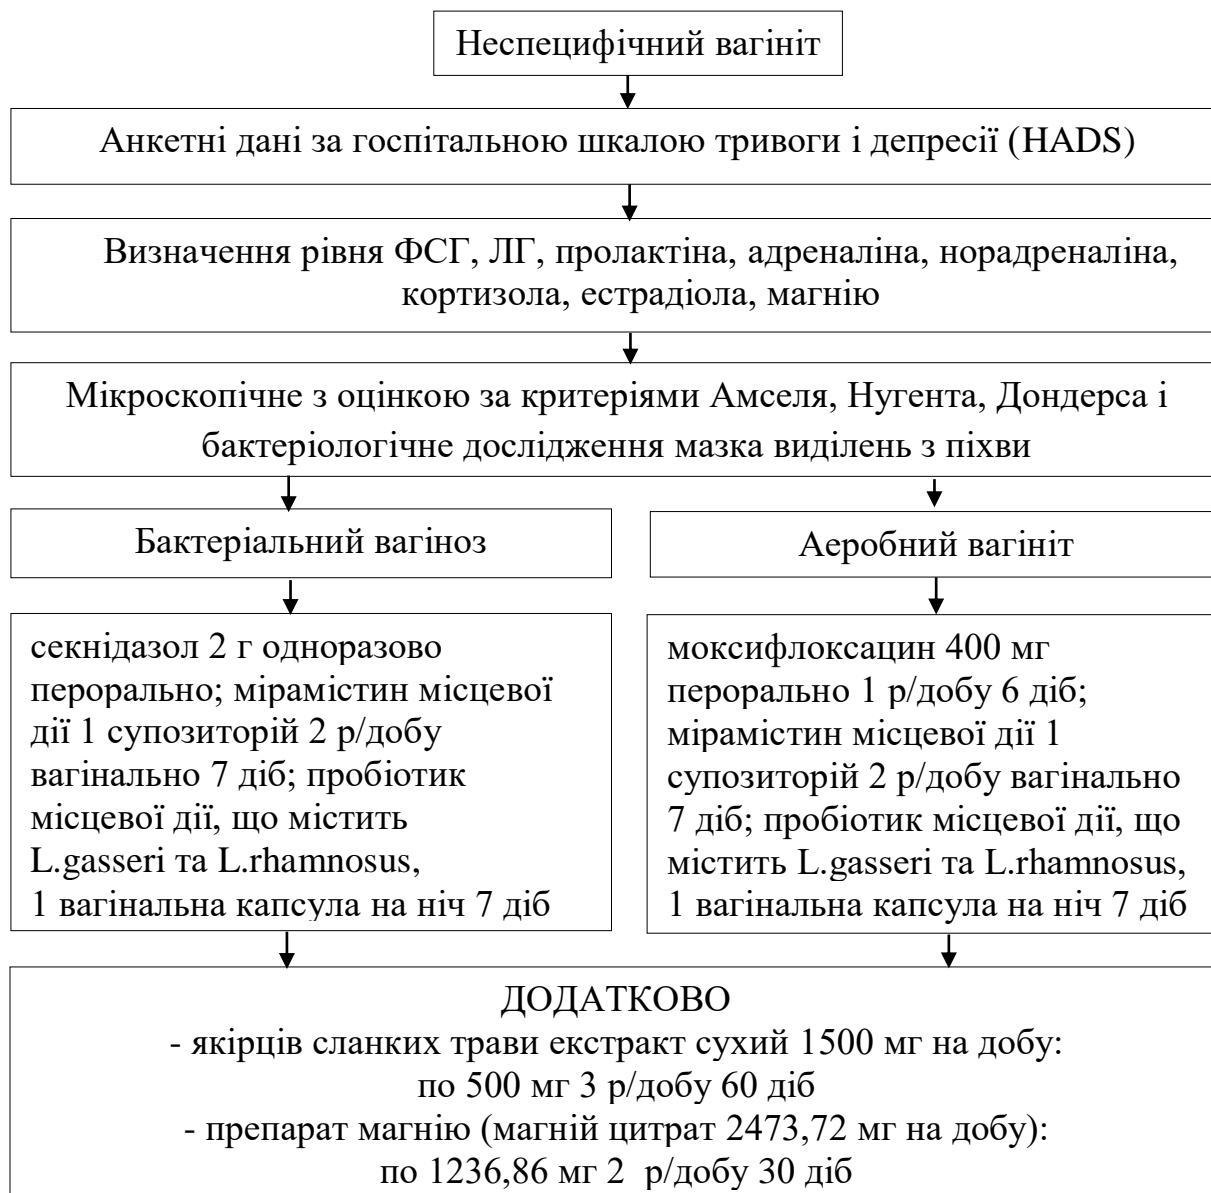 Неспецифічний вагініт
Анкетні дані за госпітальною шкалою тривоги і депресії (HADS)
Визначення рівня ФСГ, ЛГ, пролактіна, адреналіна, норадреналіна,
кортизола, естрадіола, магнію
Мікроскопічне з оцінкою за критеріями Амселя, Нугента, Дондерса і
бактеріологічне дослідження мазка виділень з піхви
Бактеріальний вагіноз
секнідазол 2 г одноразово
перорально; мірамістин місцевої
дії 1 супозиторій 2 р/добу
вагінально 7 діб; пробіотик
місцевої дії, що містить
L.gasseri та L.rhamnosus,
1 вагінальна капсула на ніч 7 діб
Аеробний вагініт
моксифлоксацин 400 мг
перорально 1 р/добу 6 діб;
мірамістин місцевої дії 1
супозиторій 2 р/добу вагінально
7 діб; пробіотик місцевої дії, що
містить L.gasseri та L.rhamnosus,
1 вагінальна капсула на ніч 7 діб
ДОДАТКОВО
- якірців сланких трави екстракт сухий 1500 мг на добу:
по 500 мг 3 р/добу 60 діб
- препарат магнію (магній цитрат 2473,72 мг на добу):
по 1236,86 мг 2 р/добу 30 діб